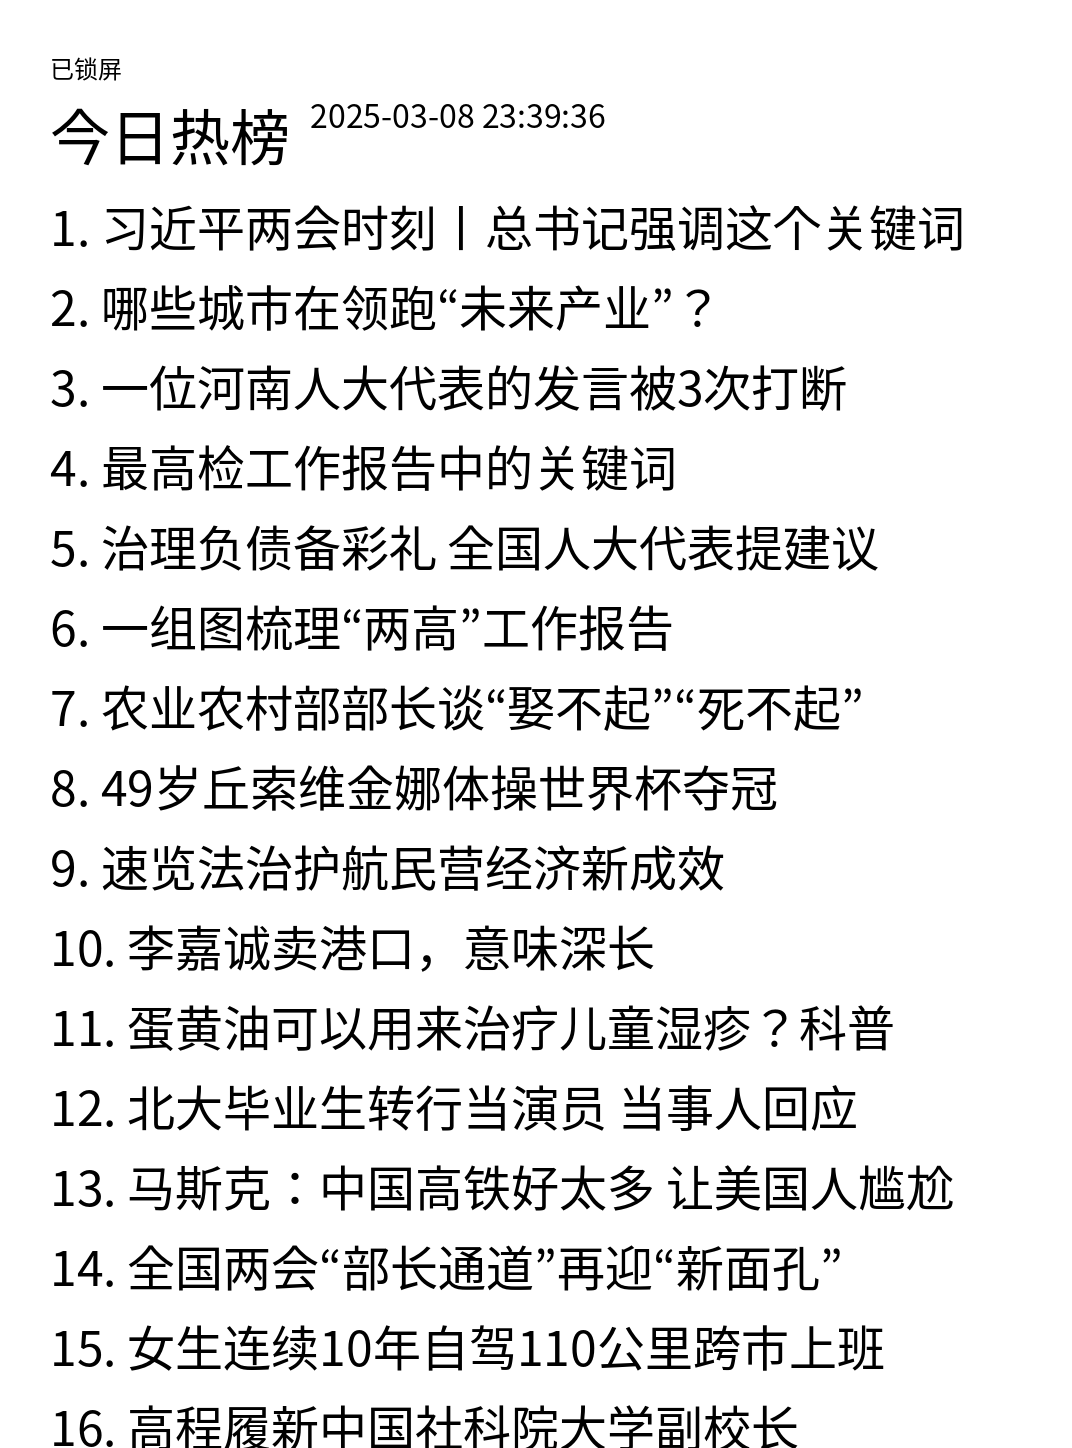 已锁屏
今日热榜 2025-03-08 23:39:36
1. 习近平两会时刻丨总书记强调这个关键词
2. 哪些城市在领跑“未来产业”？
3. 一位河南人大代表的发言被3次打断
4. 最高检工作报告中的关键词
5. 治理负债备彩礼 全国人大代表提建议
6. 一组图梳理“两高”工作报告
7. 农业农村部部长谈“娶不起”“死不起”
8. 49岁丘索维金娜体操世界杯夺冠
9. 速览法治护航民营经济新成效
10. 李嘉诚卖港口，意味深长
11. 蛋黄油可以用来治疗儿童湿疹？科普
12. 北大毕业生转行当演员 当事人回应
13. 马斯克：中国高铁好太多 让美国人尴尬
14. 全国两会“部长通道”再迎“新面孔”
15. 女生连续10年自驾110公里跨市上班
16. 高程履新中国社科院大学副校长